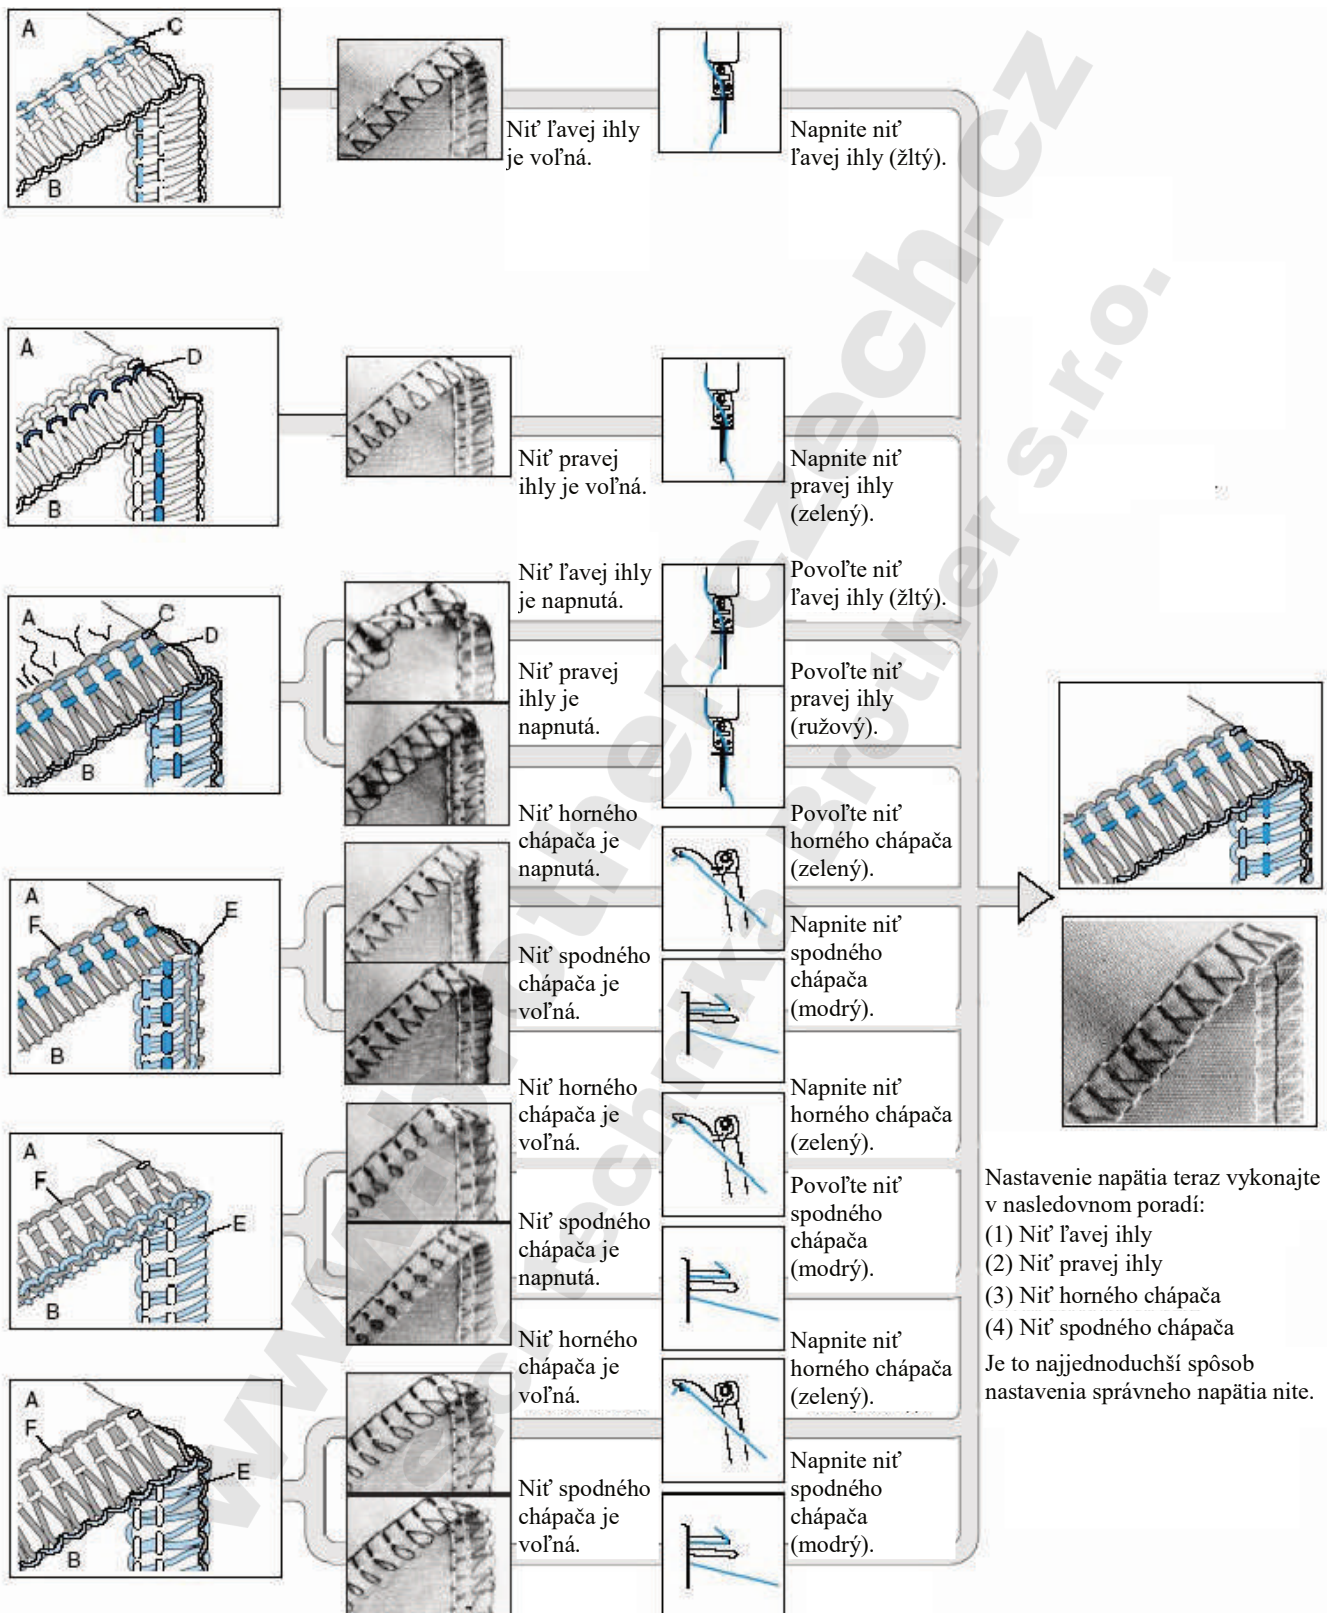 A
C
B
Niť ľavej ihly
je voľná.
Napnite niť
ľavej ihly (žltý).
A
D
B
Niť pravej
ihly je voľná.
Napnite niť
pravej ihly
(zelený).
A
C
D
B
Niť ľavej ihly
je napnutá.
Povoľte niť
ľavej ihly (žltý).
Niť pravej
ihly je
napnutá.
Povoľte niť
pravej ihly
(ružový).
A
F
E
B
Niť horného
chápača je
napnutá.
Povoľte niť
horného chápača
(zelený).
Niť spodného
chápača je
voľná.
Napnite niť
spodného
chápača
(modrý).
A
F
E
B
Niť horného
chápača je
voľná.
Napnite niť
horného chápača
(zelený).
Niť spodného
chápača je
napnutá.
Povoľte niť
spodného
chápača
(modrý).
A
F
E
B
Niť horného
chápača je
voľná.
Napnite niť
horného chápača
(zelený).
Niť spodného
chápača je
voľná.
Napnite niť
spodného
chápača
(modrý).
Nastavenie napätia teraz vykonajte
v nasledovnom poradí:
(1) Niť ľavej ihly
(2) Niť pravej ihly
(3) Niť horného chápača
(4) Niť spodného chápača
Je to najjednoduchší spôsob
nastavenia správneho napätia nite.
www.brother-czech.cz
technika Brother s.r.o.